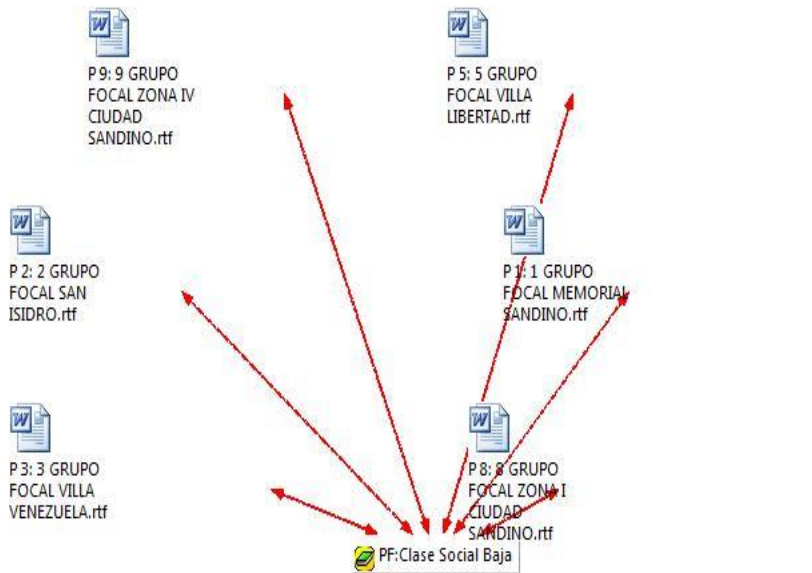 P 9: 9 GRUPO
FOCAL ZONA IV
CIUDAD
SANDINO.rtf
P 5: 5 GRUPO
FOCAL VILLA
LIBERTAD.rtf
P 2: 2 GRUPO
FOCAL SAN
ISIDRO.rtf
P 1: 1 GRUPO
FOCAL MEMORIAL
SANDINO.rtf
P 3: 3 GRUPO
FOCAL VILLA
VENEZUELA.rtf
P 8: 8 GRUPO
FOCAL ZONA I
CIUDAD
SANDINO.rtf
PF:Clase Social Baja